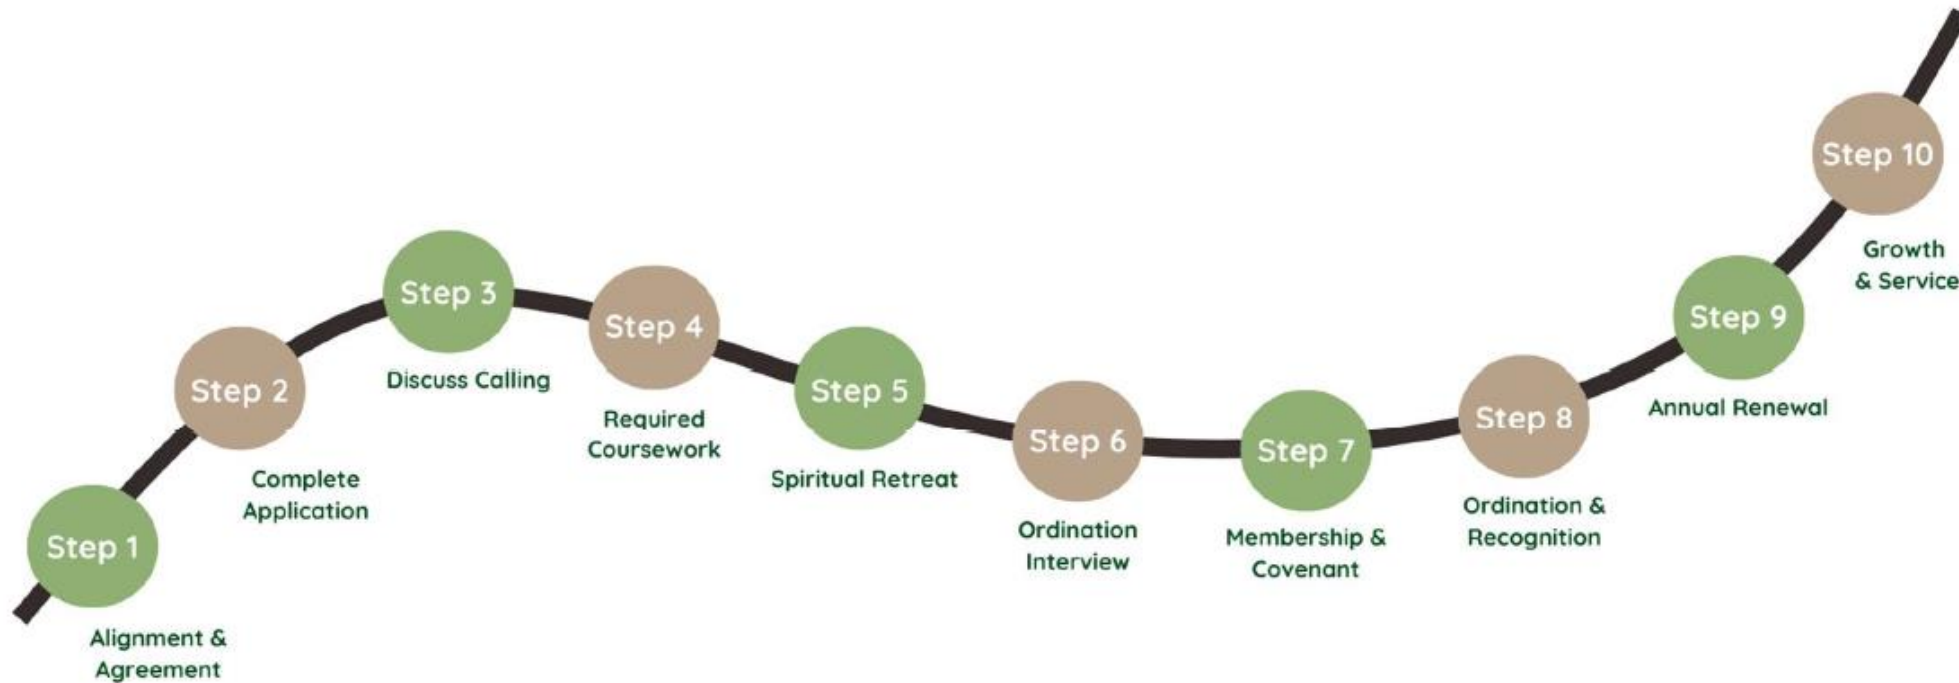 Step 1
Alignment &
Agreement
Step 2
Complete
Application
Step 3
Discuss Calling
Step 4
Required
Coursework
Step 5
Spiritual Retreat
Step 6
Ordination
Interview
Step 7
Membership &
Covenant
Step 8
Ordination &
Recognition
Step 9
Annual Renewal
Step 10
Growth
& Service